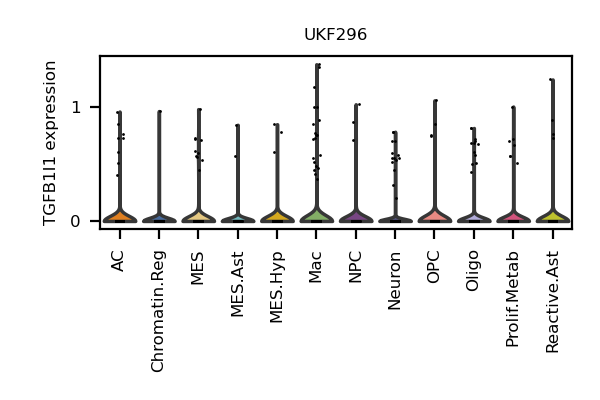 UKF296
TGFB1I1 expression
1
0
AC
Chromatin.Reg
MES
MES.Ast
MES.Hyp
Mac
NPC
Neuron
OPC
Oligo
Prolif.Metab
Reactive.Ast